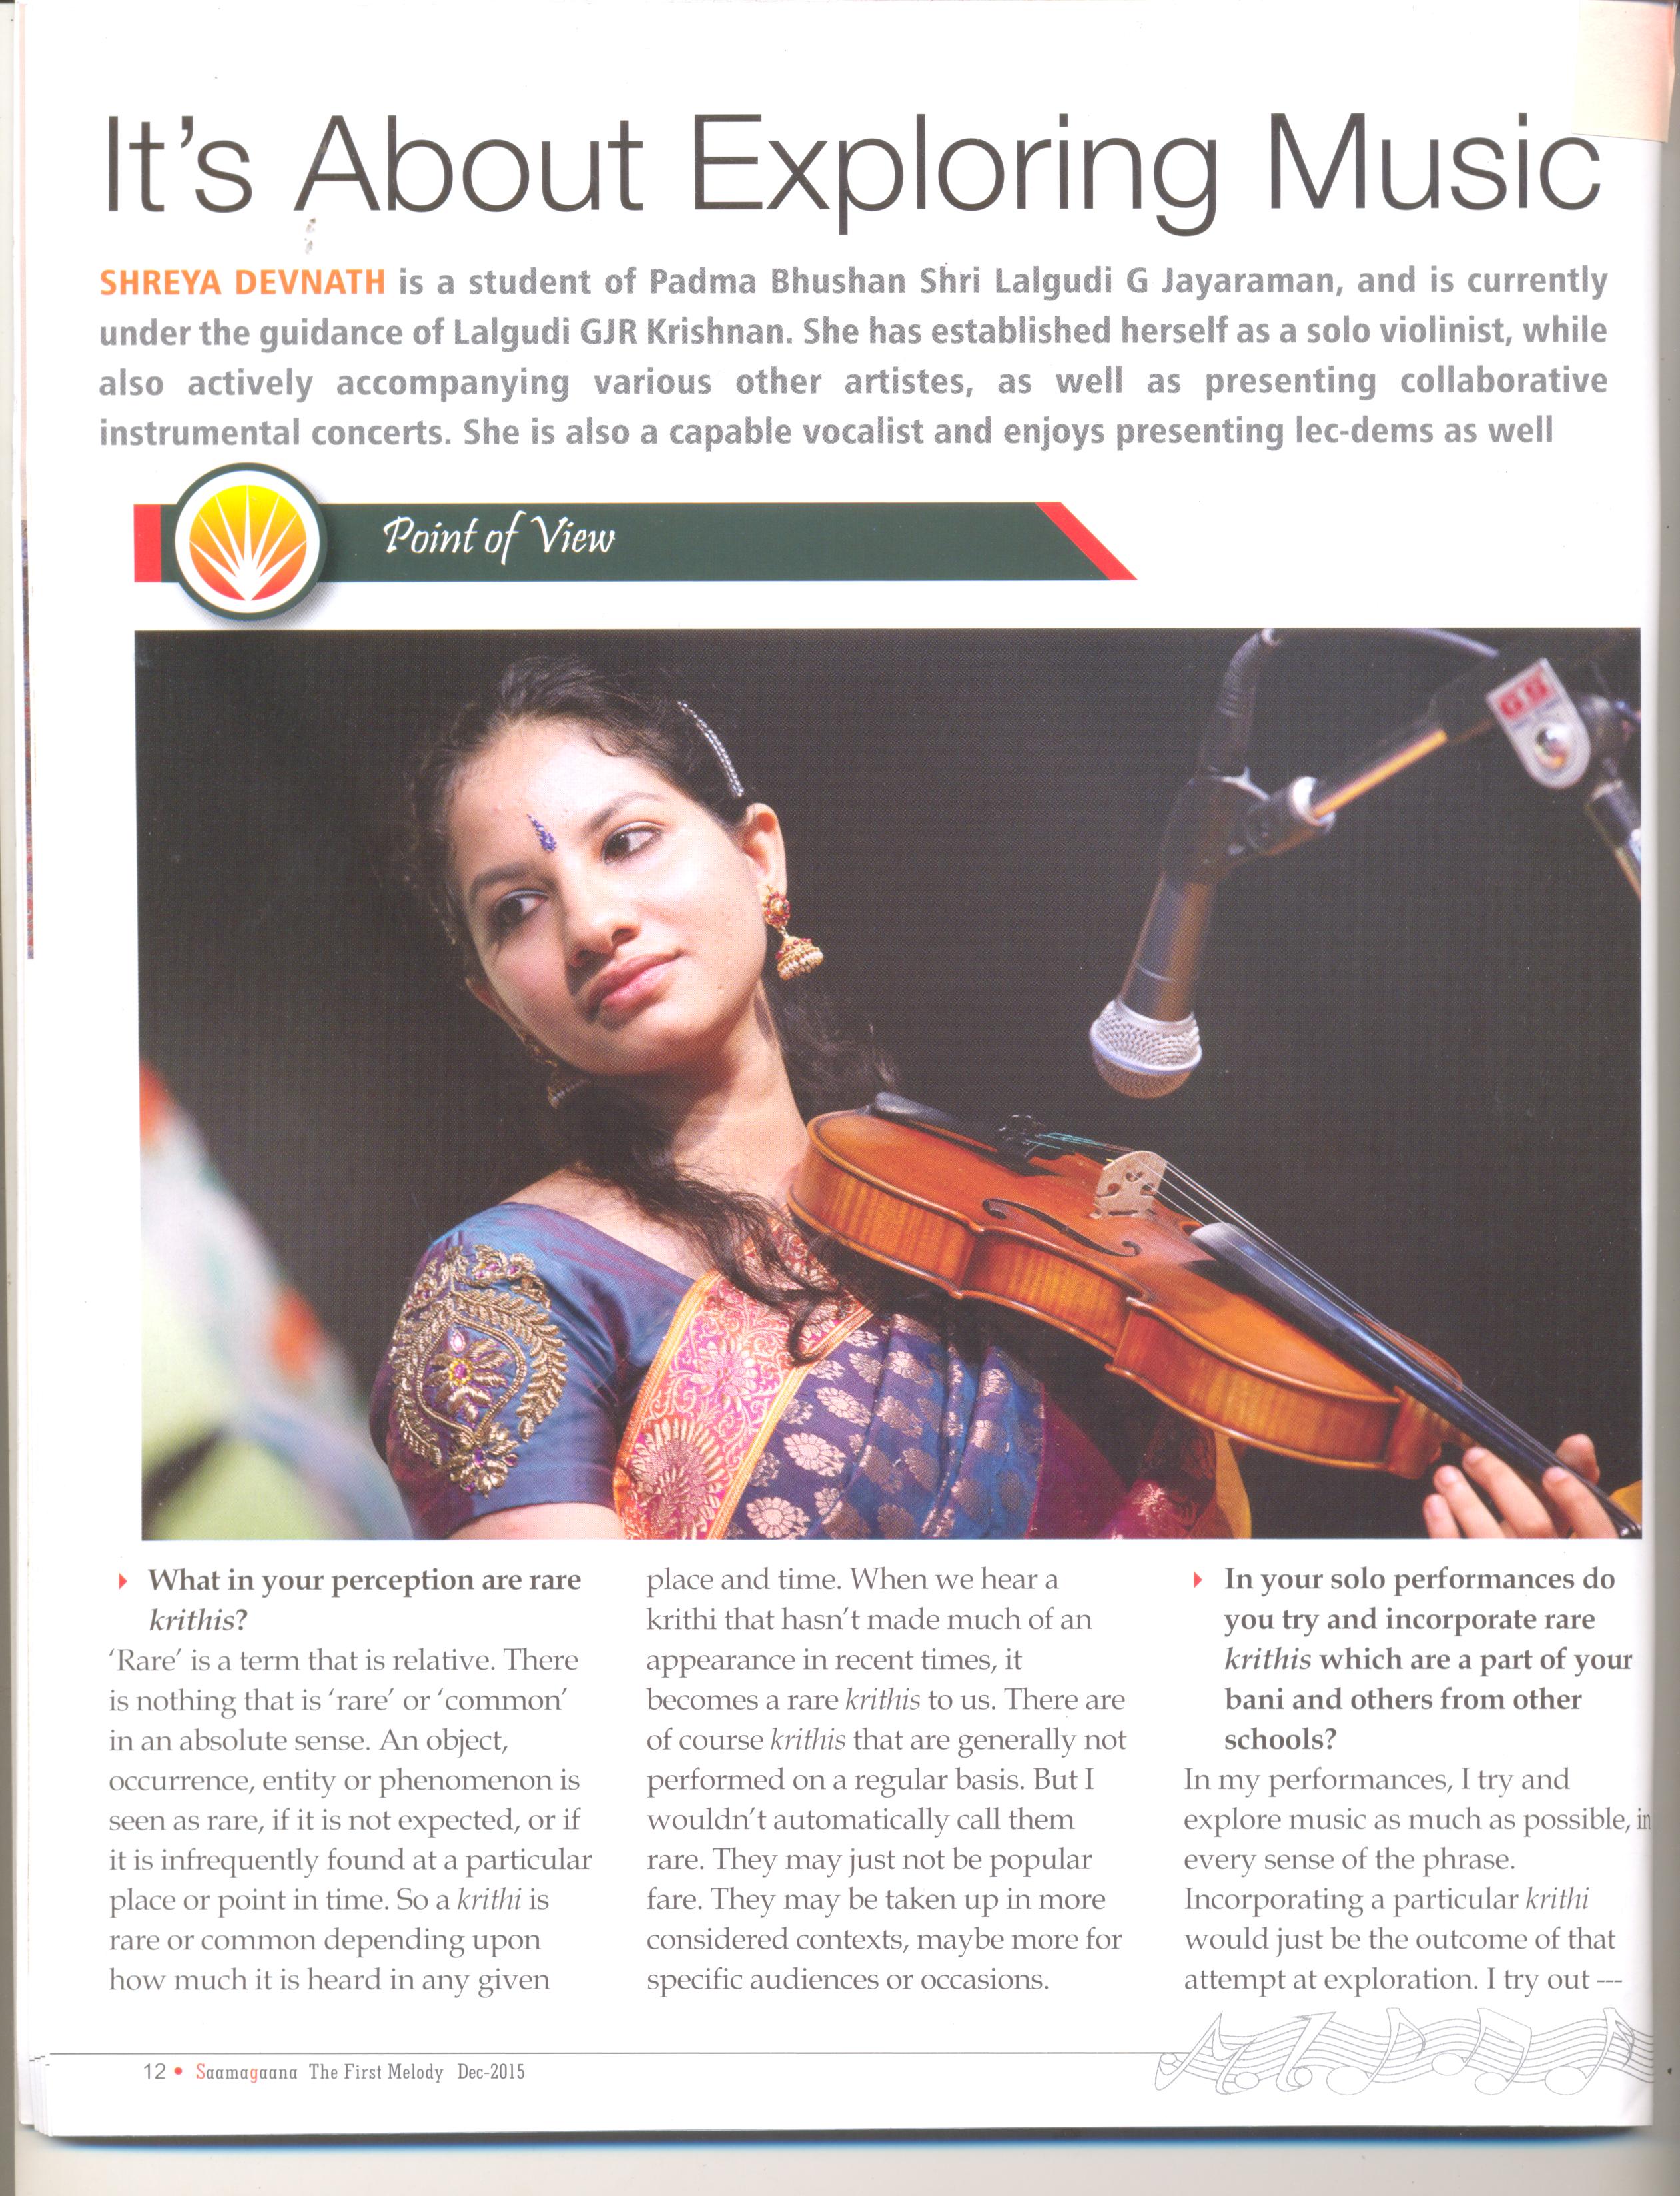 It's About Exploring Music
SHREYA DEVNATH is a student of Padma Bhushan Shri Lalgudi G Jayaraman, and is currently
under the guidance of Lalgudi GJR Krishnan. She has established herself as a solo violinist, while
also actively accompanying various other artistes, as well as presenting collaborative
instrumental concerts. She is also a capable vocalist and enjoys presenting lec-dems as well
Point of View
GS
What in your perception are rare
krithis?
‘Rare’ is a term that is relative. There
is nothing that is ‘rare’ or ‘common’
in an absolute sense. An object,
occurrence, entity or phenomenon is
seen as rare, if it is not expected, or if
it is infrequently found at a particular
place or point in time. So a krithi is
rare or common depending upon
how much it is heard in any given
place and time. When we hear a
krithi that hasn't made much of an
appearance in recent times, it
becomes a rare krithis to us. There are
of course krithis that are generally not
performed on a regular basis. But I
wouldn't automatically call them
rare. They may just not be popular
fare. They may be taken up in more
considered contexts, maybe more for
specific audiences or occasions.
In your solo performances do
you try and incorporate rare
krithis which are a part of your
bani and others from other
schools?
In my performances, I try and
explore music as much as possible, in
every sense of the phrase.
Incorporating a particular krithi
would just be the outcome of that
attempt at exploration. I try out ---
12 • Saamagaana The First Melody Dec-2015